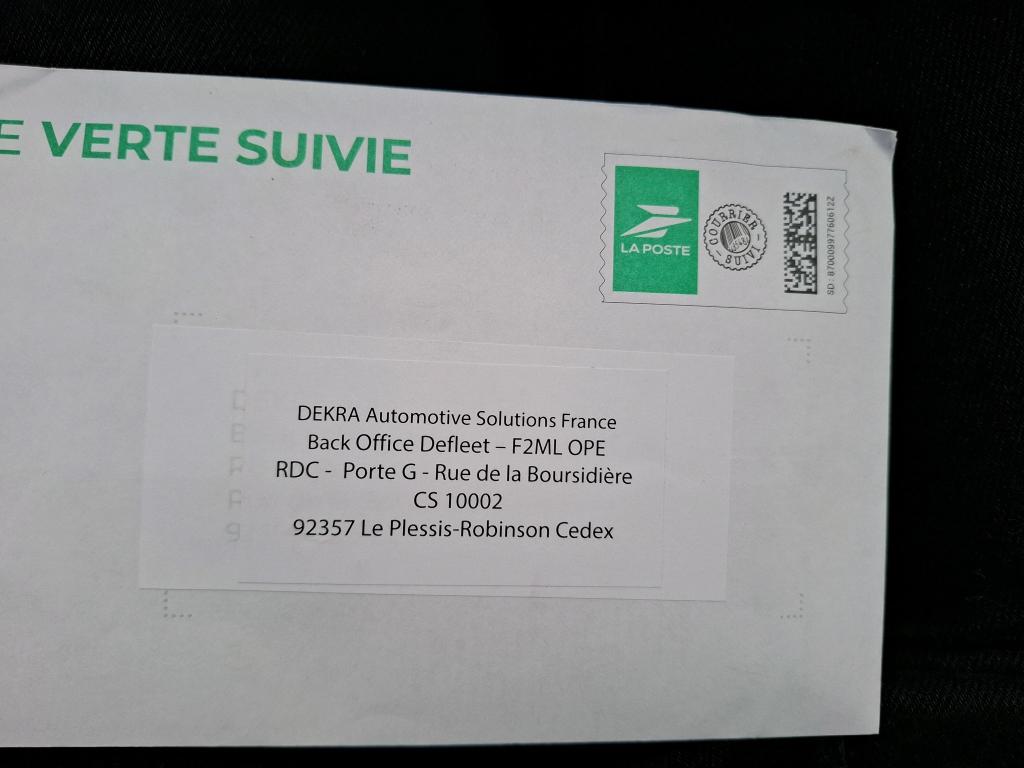 E VERTE SUIVIE
LA POSTE
COURRIER
SUIVI
SD: 87000997760612Z
DEKRA Automotive Solutions France
Back Office Defleet – F2ML OPE
RDC - Porte G - Rue de la Boursidière
CS 10002
92357 Le Plessis-Robinson Cedex